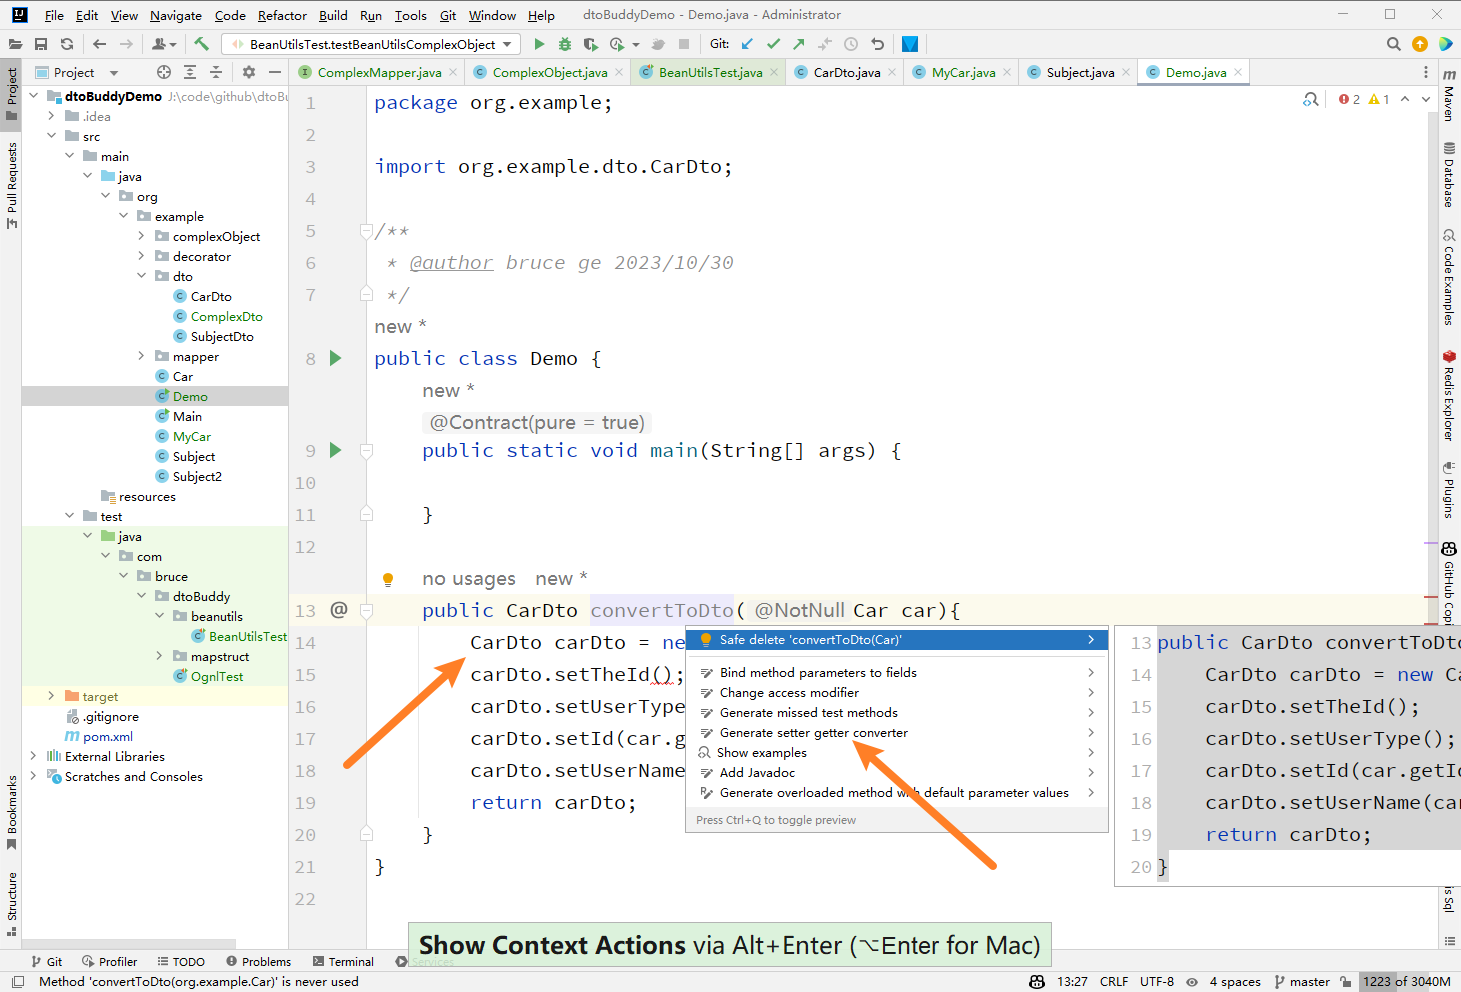 File Edit View Navigate Code Refactor Build Run Tools Git Window Help dtoBuddyDemo - Demo.java - Administrator
BeanUtilsTest.testBeanUtilsComplexObject Git:
Project
ComplexMapper.java ComplexObject.java BeanUtilsTest.java CarDto.java MyCar.java Subject.java Demo.java
dtoBuddyDemo J:\code\github\dtoBu
.idea
src
main
java
org
example
complexObject
decorator
dto
CarDto
ComplexDto
SubjectDto
mapper
Car
Demo
Main
MyCar
Subject
Subject2
resources
test
java
com
bruce
dtoBuddy
beanutils
BeanUtilsTest
mapstruct
OgnlTest
target
.gitignore
pom.xml
External Libraries
Scratches and Consoles
Project
Pull Requests
Bookmarks
Structure
2 1
1 package org.example;
2
3 import org.example.dto.CarDto;
4
5 /**
6 * @author bruce ge 2023/10/30
7 */
new *
8 public class Demo {
new *
@Contract(pure = true)
9 public static void main(String[] args) {
10
11 }
12
no usages new *
13 @ public CarDto convertToDto( @NotNull Car car){
14 CarDto carDto = ne
15 carDto.setTheId();
16 carDto.setUserType
17 carDto.setId(car.g
18 carDto.setUserName
19 return carDto;
20 }
21 }
22
Safe delete 'convertToDto(Car)'
Bind method parameters to fields
Change access modifier
Generate missed test methods
Generate setter getter converter
Show examples
Add Javadoc
Generate overloaded method with default parameter values
Press Ctrl+Q to toggle preview
13 public CarDto convertToDto
14 CarDto carDto = new Ca
15 carDto.setTheId();
16 carDto.setUserType();
17 carDto.setId(car.getId
18 carDto.setUserName(car
19 return carDto;
20 }
Maven
Database
Code Examples
Redis Explorer
Plugins
GitHub Copi
is Sql
Show Context Actions via Alt+Enter (⌥Enter for Mac)
Git Profiler TODO Problems Terminal Services
Method 'convertToDto(org.example.Car)' is never used 13:27 CRLF UTF-8 4 spaces master 1223 of 3040M